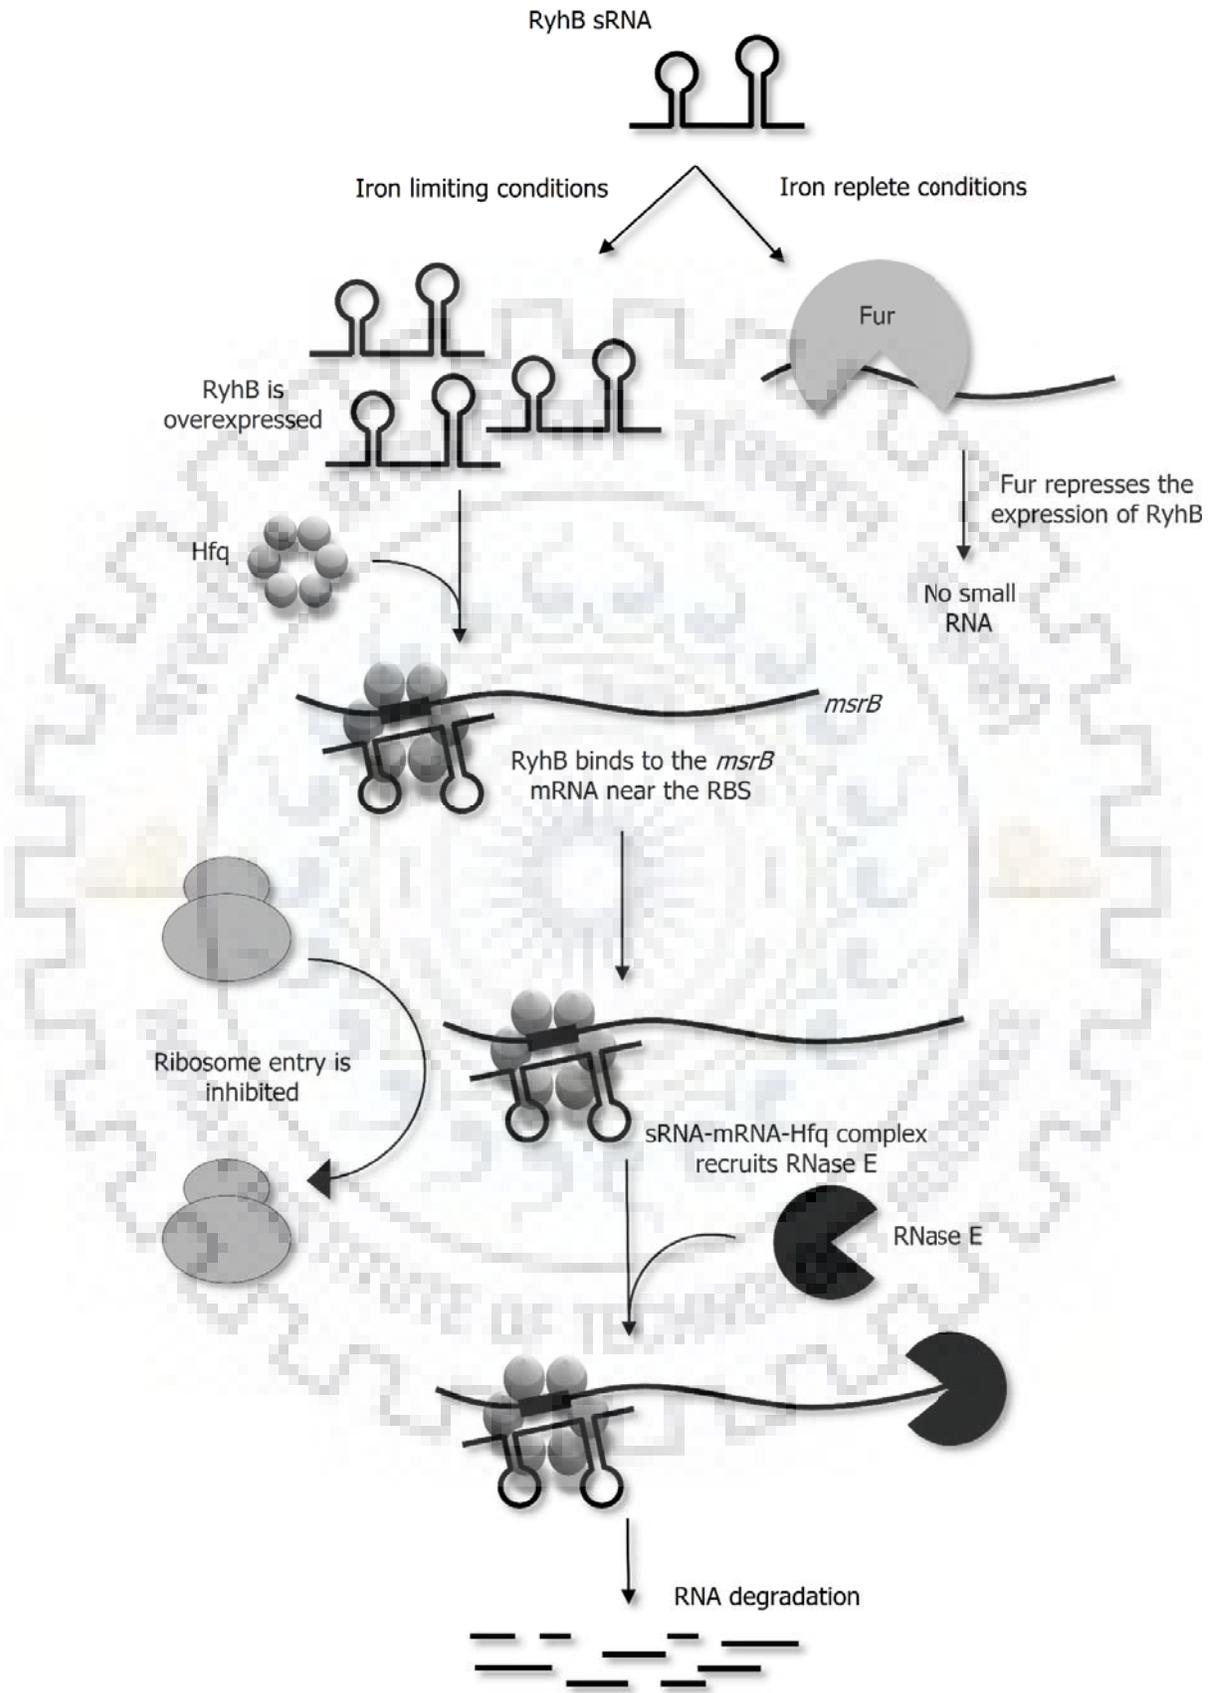 RyhB sRNA
Iron limiting conditions
Iron replete conditions
Fur
RyhB is
overexpressed
Fur represses the
expression of RyhB
Hfq
No small
RNA
msrB
RyhB binds to the msrB
mRNA near the RBS
Ribosome entry is
inhibited
sRNA-mRNA-Hfq complex
recruits RNase E
RNase E
RNA degradation